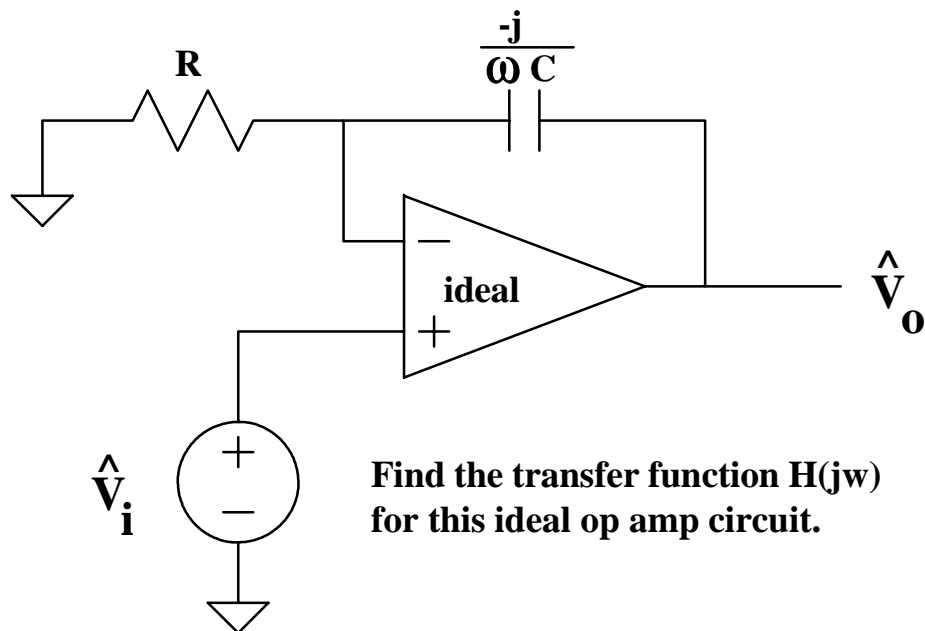 -j
ω C
R
−
ideal
+
^
V
o
+
−
^
V
i
Find the transfer function H(jw)
for this ideal op amp circuit.